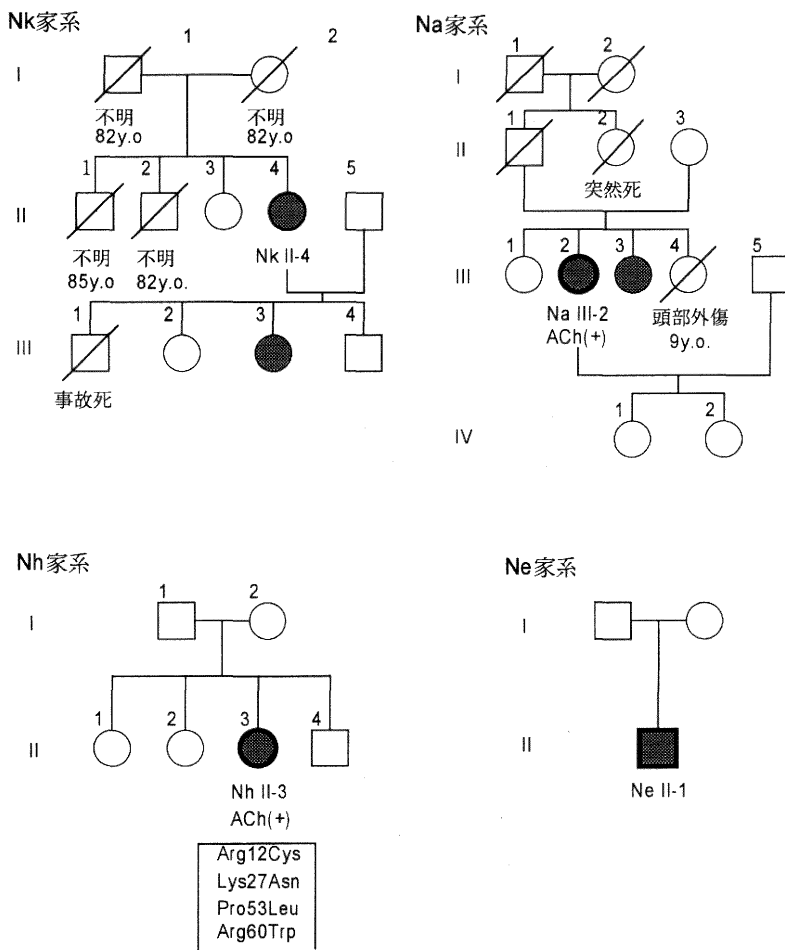 Nk家系
1 2
I
不明 不明
82y.o 82y.o
1 2 3 4 5
II
不明 不明 Nk II-4
85y.o 82y.o.
1 2 3 4
III
事故死
Na家系
1 2
I
1 2 3
II
突然死
1 2 3 4 5
III
Na III-2 頭部外傷
ACh(+) 9y.o.
1 2
IV
Nh家系
1 2
I
1 2 3 4
II
Nh II-3
ACh(+)
Arg12Cys
Lys27Asn
Pro53Leu
Arg60Trp
Ne家系
I
II
Ne II-1